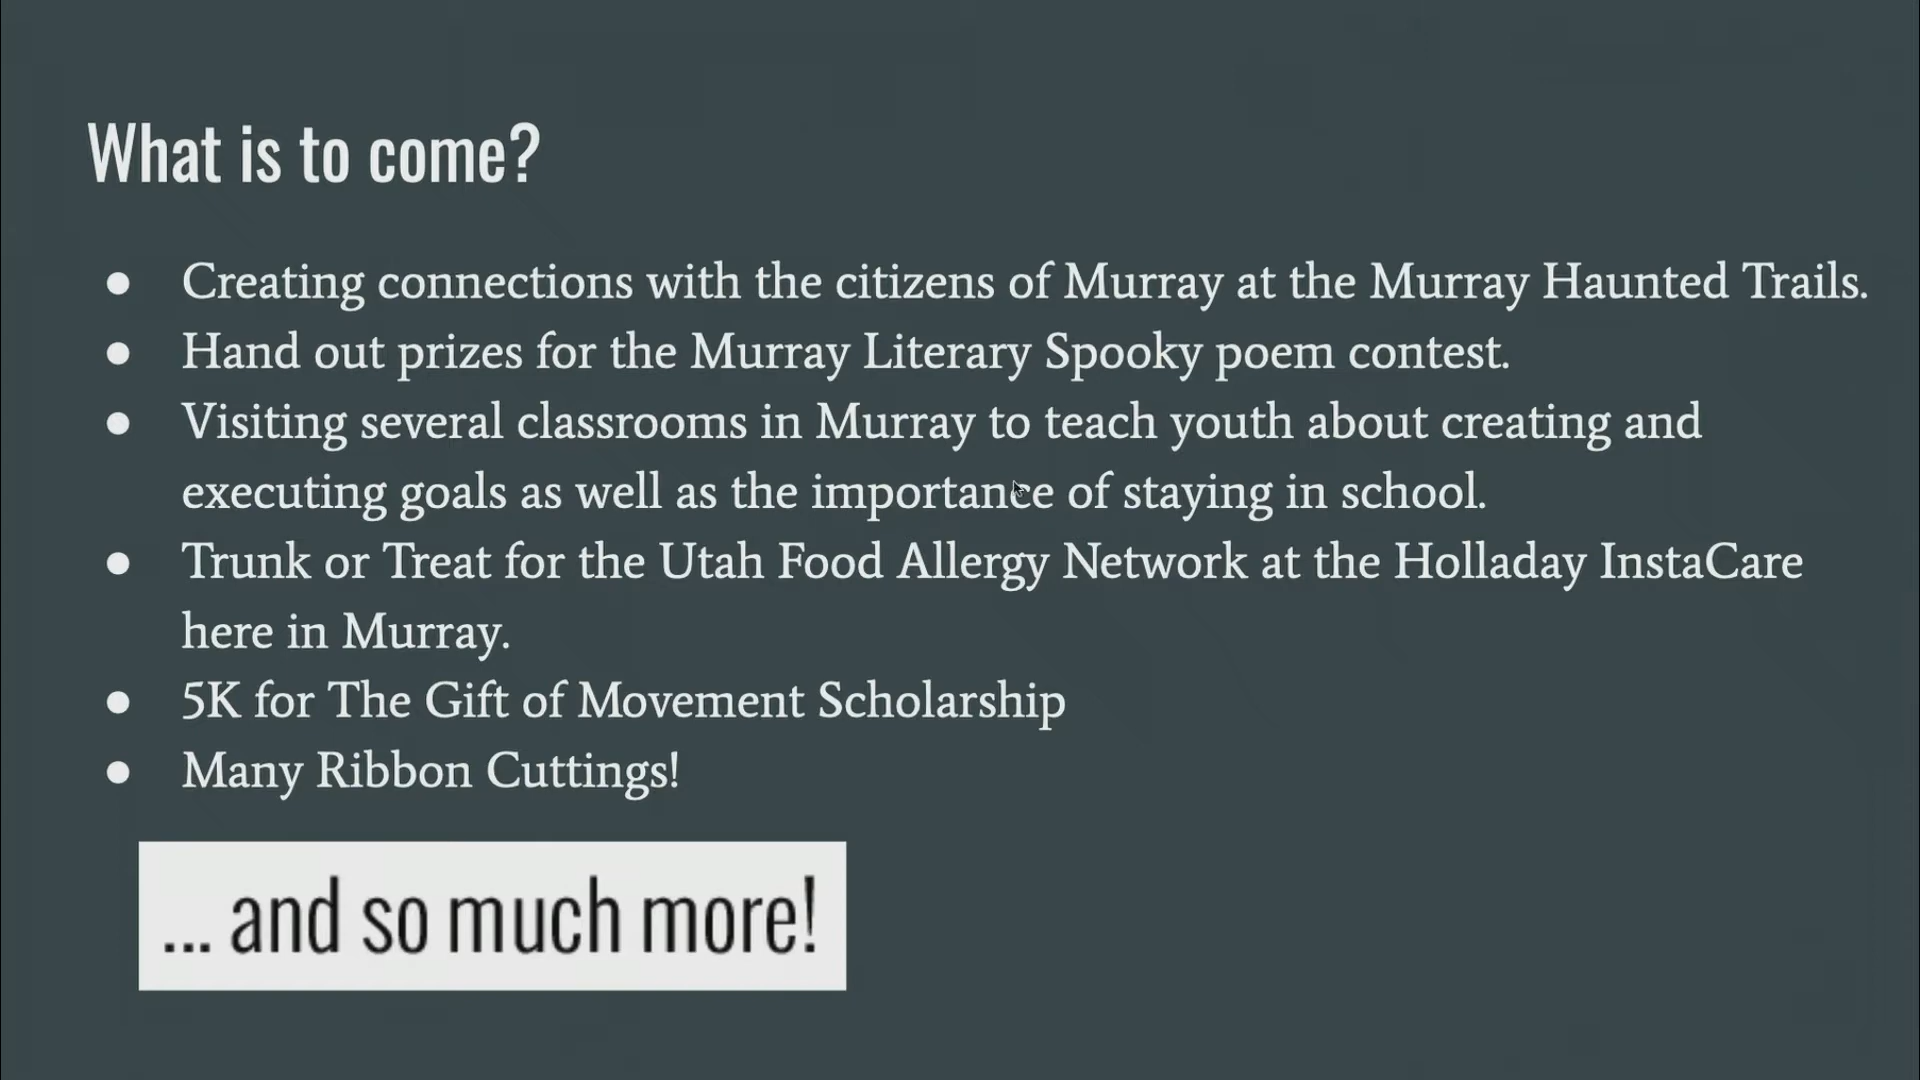 What is to come?
● Creating connections with the citizens of Murray at the Murray Haunted Trails.
● Hand out prizes for the Murray Literary Spooky poem contest.
● Visiting several classrooms in Murray to teach youth about creating and
executing goals as well as the importance of staying in school.
● Trunk or Treat for the Utah Food Allergy Network at the Holladay InstaCare
here in Murray.
● 5K for The Gift of Movement Scholarship
● Many Ribbon Cuttings!
... and so much more!